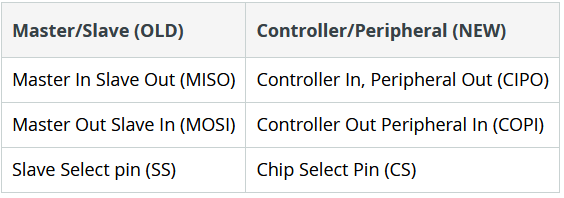 Master/Slave (OLD) Controller/Peripheral (NEW)
Master In Slave Out (MISO) Controller In, Peripheral Out (CIPO)
Master Out Slave In (MOSI) Controller Out Peripheral In (COPI)
Slave Select pin (SS) Chip Select Pin (CS)